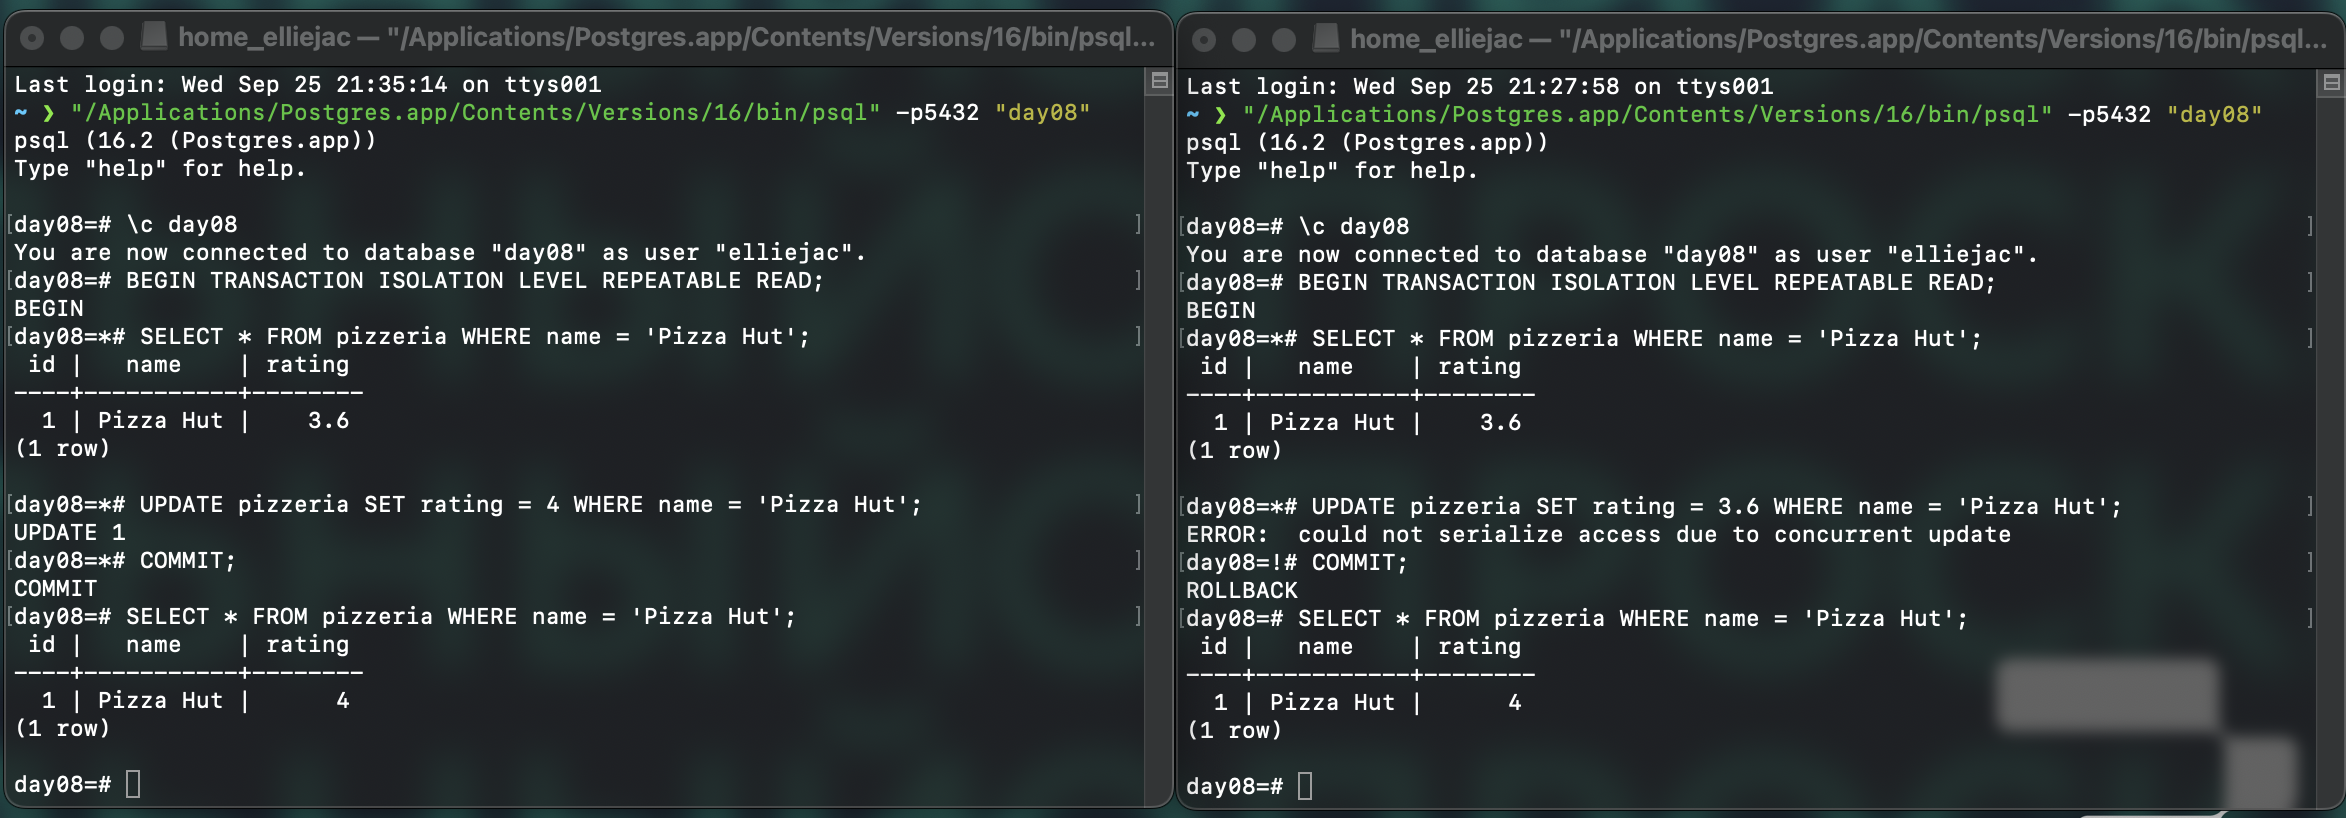 home_elliejac — "/Applications/Postgres.app/Contents/Versions/16/bin/psql...
Last login: Wed Sep 25 21:35:14 on ttys001
~ ❯ "/Applications/Postgres.app/Contents/Versions/16/bin/psql" -p5432 "day08"
psql (16.2 (Postgres.app))
Type "help" for help.
[day08=# \c day08 ]
You are now connected to database "day08" as user "elliejac".
[day08=# BEGIN TRANSACTION ISOLATION LEVEL REPEATABLE READ; ]
BEGIN
[day08=*# SELECT * FROM pizzeria WHERE name = 'Pizza Hut'; ]
 id |   name    | rating
----+-----------+--------
  1 | Pizza Hut |    3.6
(1 row)
[day08=*# UPDATE pizzeria SET rating = 4 WHERE name = 'Pizza Hut'; ]
UPDATE 1
[day08=*# COMMIT; ]
COMMIT
[day08=# SELECT * FROM pizzeria WHERE name = 'Pizza Hut'; ]
 id |   name    | rating
----+-----------+--------
  1 | Pizza Hut |      4
(1 row)
day08=#
home_elliejac — "/Applications/Postgres.app/Contents/Versions/16/bin/psql...
Last login: Wed Sep 25 21:27:58 on ttys001
~ ❯ "/Applications/Postgres.app/Contents/Versions/16/bin/psql" -p5432 "day08"
psql (16.2 (Postgres.app))
Type "help" for help.
[day08=# \c day08 ]
You are now connected to database "day08" as user "elliejac".
[day08=# BEGIN TRANSACTION ISOLATION LEVEL REPEATABLE READ; ]
BEGIN
[day08=*# SELECT * FROM pizzeria WHERE name = 'Pizza Hut'; ]
 id |   name    | rating
----+-----------+--------
  1 | Pizza Hut |    3.6
(1 row)
[day08=*# UPDATE pizzeria SET rating = 3.6 WHERE name = 'Pizza Hut'; ]
ERROR:  could not serialize access due to concurrent update
[day08=!# COMMIT; ]
ROLLBACK
[day08=# SELECT * FROM pizzeria WHERE name = 'Pizza Hut'; ]
 id |   name    | rating
----+-----------+--------
  1 | Pizza Hut |      4
(1 row)
day08=#